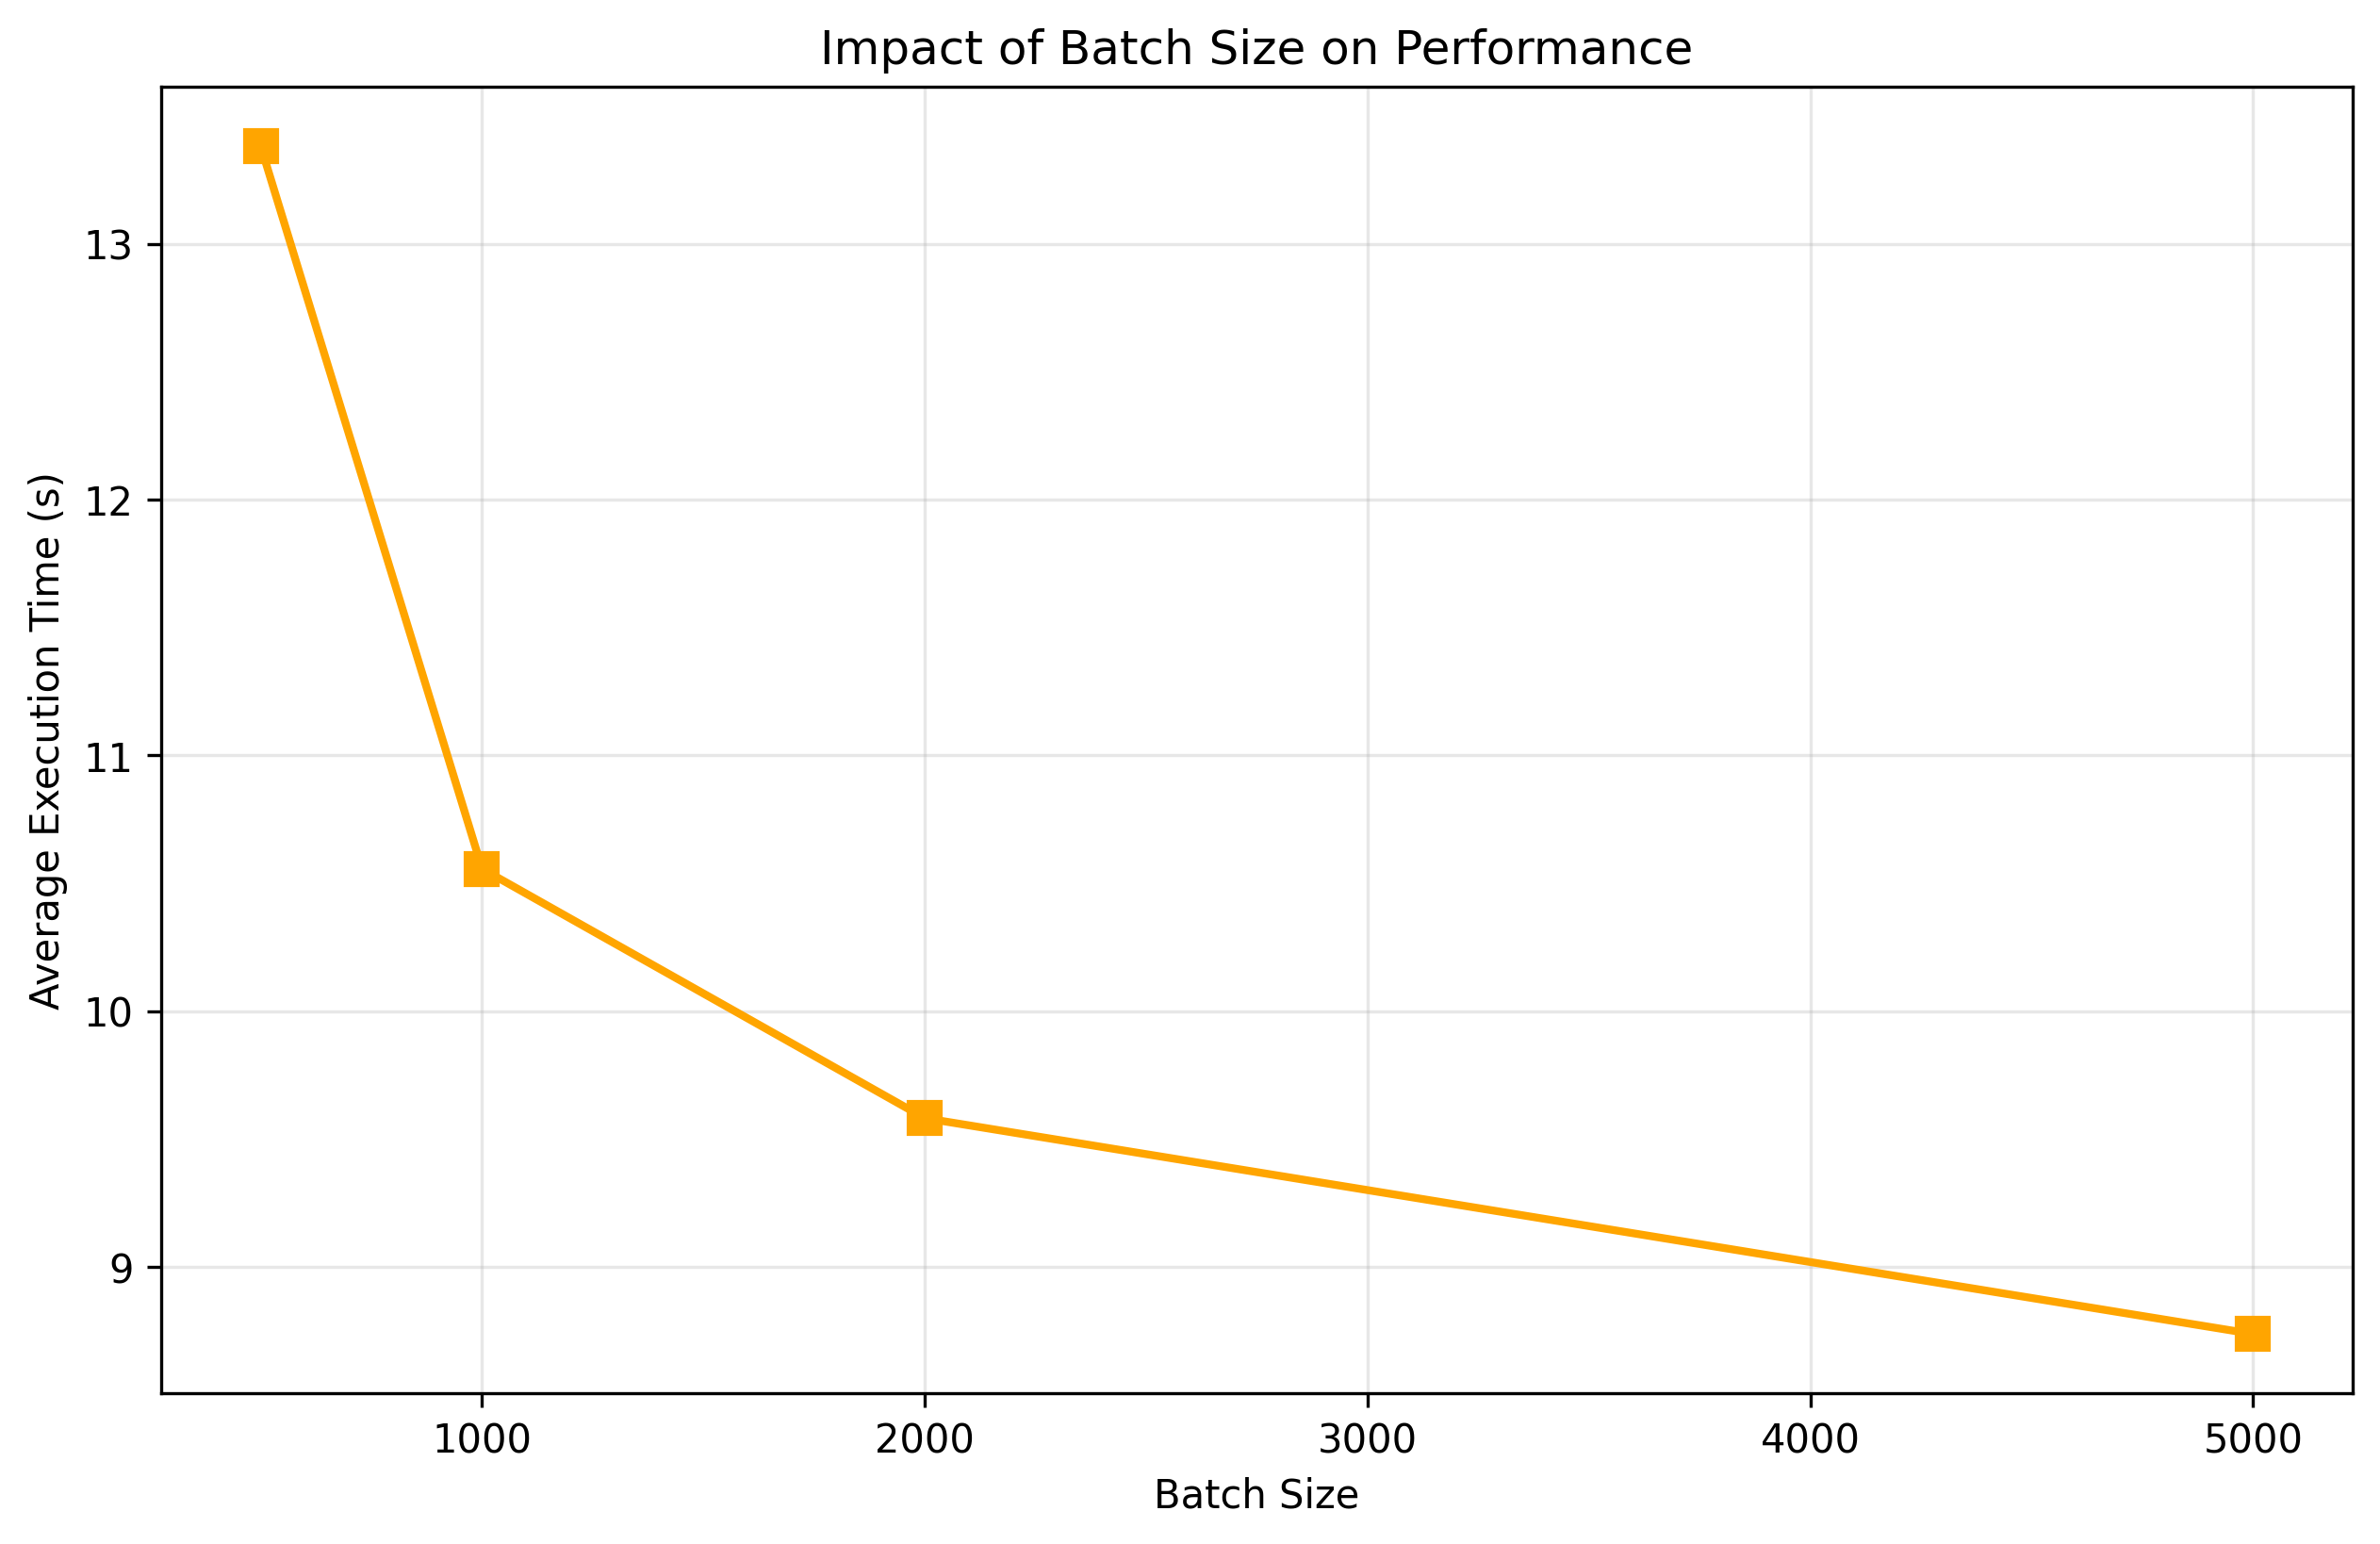 Impact of Batch Size on Performance
Average Execution Time (s)
13
12
11
10
9
1000 2000 3000 4000 5000
Batch Size